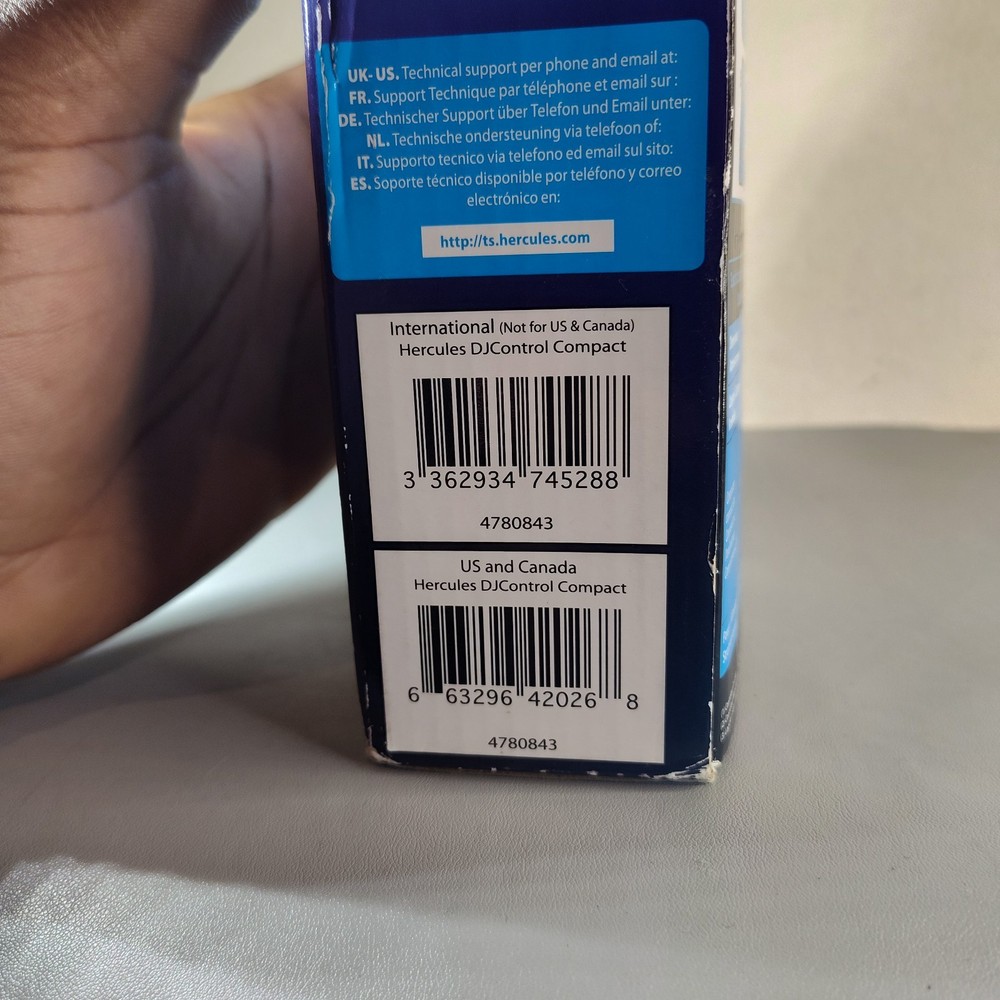 UK- US. Technical support per phone and email at:
FR. Support Technique par téléphone et email sur :
DE. Technischer Support über Telefon und Email unter:
NL. Technische ondersteuning via telefoon of:
IT. Supporto tecnico via telefono ed email sul sito:
ES. Soporte técnico disponible por teléfono y correo
electrónico en:
http://ts.hercules.com
International (Not for US & Canada)
Hercules DJControl Compact
3 362934 745288
4780843
US and Canada
Hercules DJControl Compact
6 63296 42026 8
4780843